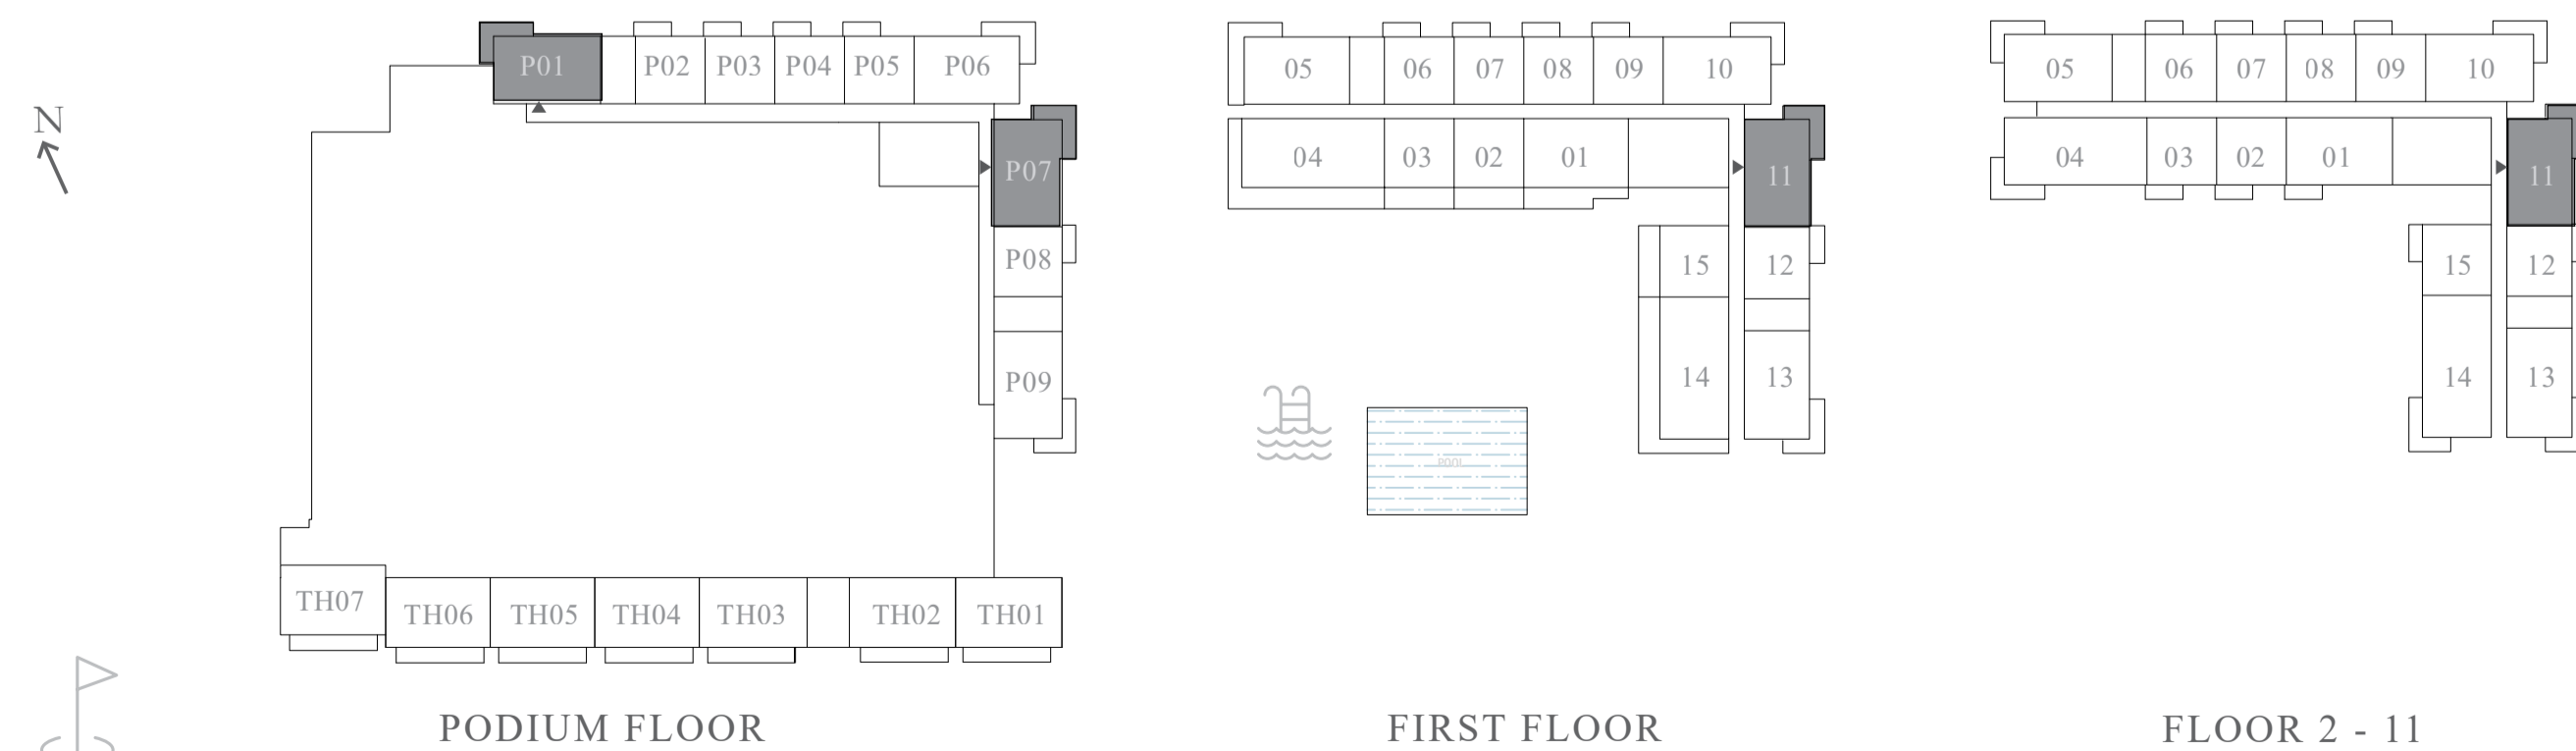 N
P01 P02 P03 P04 P05 P06
P07
P08
P09
TH07 TH06 TH05 TH04 TH03 TH02 TH01
PODIUM FLOOR
05 06 07 08 09 10
04 03 02 01 11
15 12
14 13
POOL
FIRST FLOOR
05 06 07 08 09 10
04 03 02 01 11
15 12
14 13
FLOOR 2 - 11